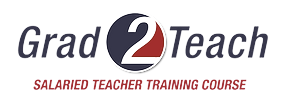 Grad 2 Teach
SALARIED TEACHER TRAINING COURSE